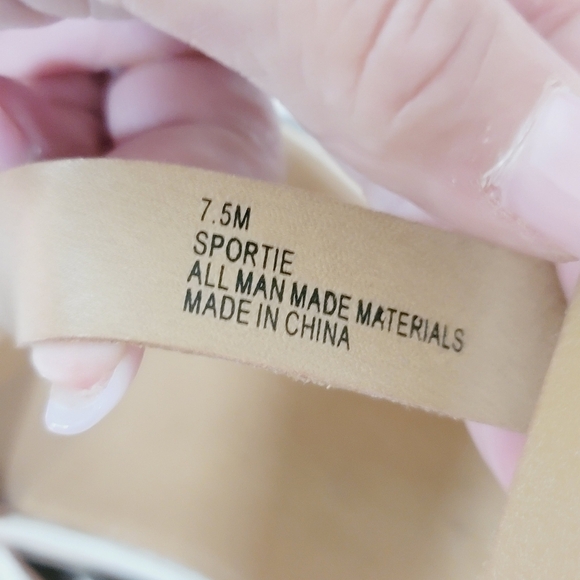 7.5M
SPORTIE
ALL MAN MADE MATERIALS
MADE IN CHINA